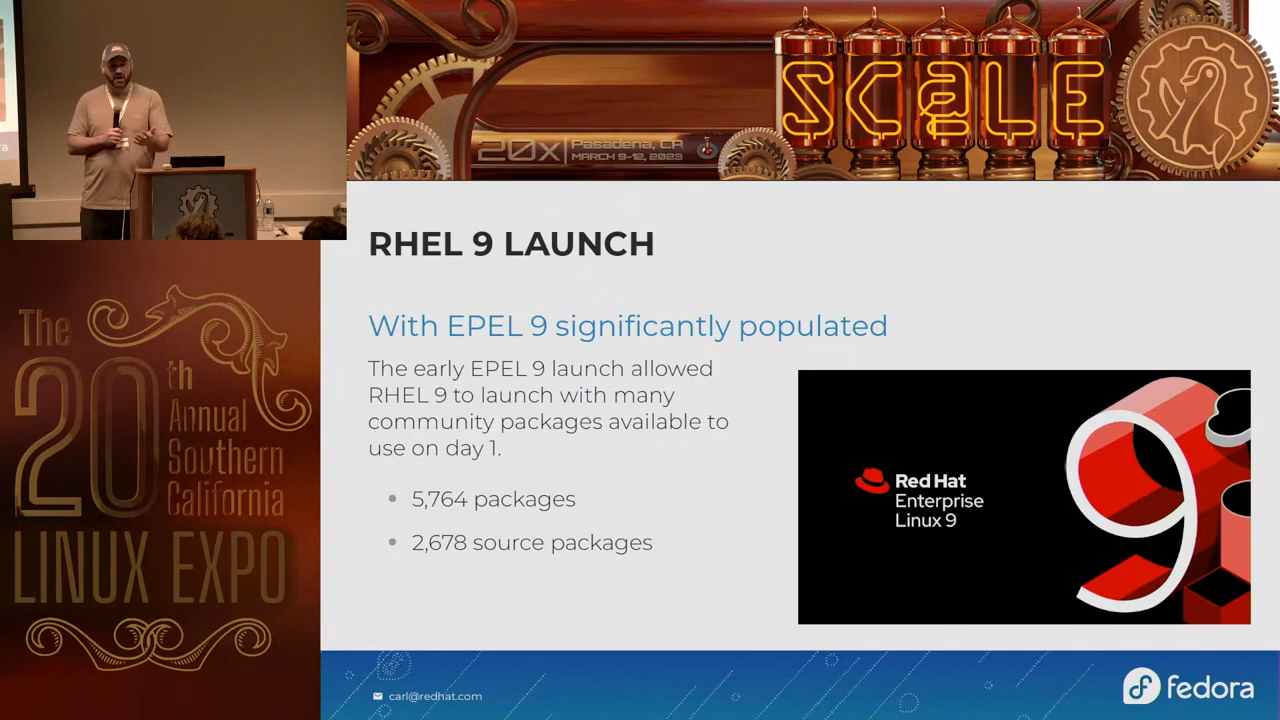 SCaLE
20x
Pasadena, CA
MARCH 9-12, 2023
The
20th
Annual
Southern
California
LINUX EXPO
RHEL 9 LAUNCH
With EPEL 9 significantly populated
The early EPEL 9 launch allowed
RHEL 9 to launch with many
community packages available to
use on day 1.
5,764 packages
2,678 source packages
Red Hat
Enterprise
Linux 9
9
carl@redhat.com
fedora